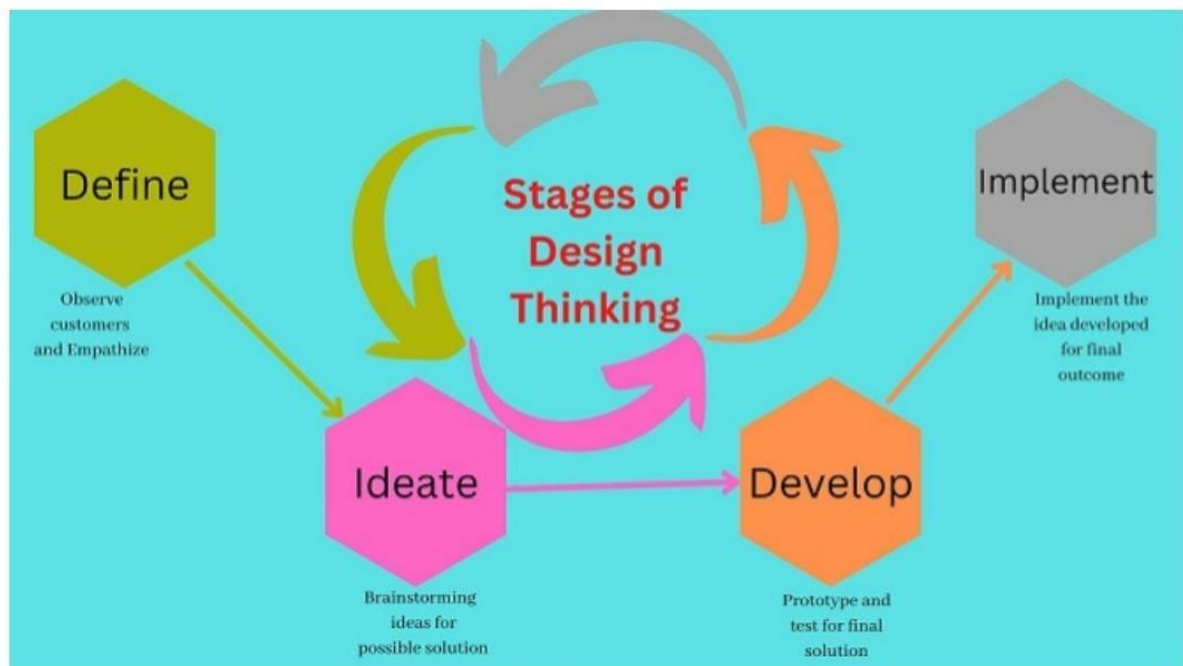 Stages of
Design
Thinking
Define
Observe
customers
and Empathize
Ideate
Brainstorming
ideas for
possible solution
Develop
Prototype and
test for final
solution
Implement
Implement the
idea developed
for final
outcome